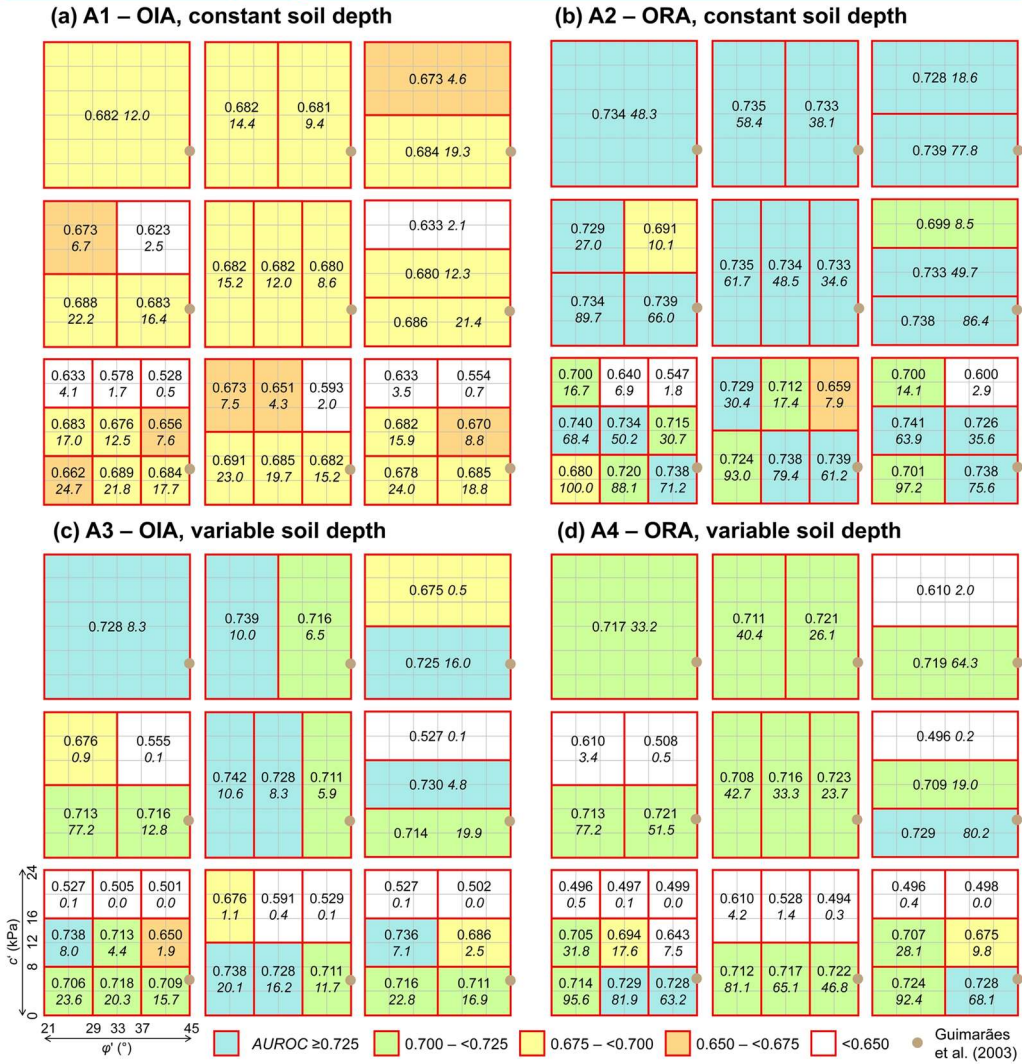 (a) A1 – OIA, constant soil depth
0.682 12.0
0.682 0.681
14.4 9.4
0.673 4.6
0.684 19.3
0.673 0.623
6.7 2.5
0.688 0.683
22.2 16.4
0.682 0.682 0.680
15.2 12.0 8.6
0.633 2.1
0.680 12.3
0.686 21.4
0.633 0.578 0.528
4.1 1.7 0.5
0.683 0.676 0.656
17.0 12.5 7.6
0.662 0.689 0.684
24.7 21.8 17.7
0.673 0.651 0.593
7.5 4.3 2.0
0.691 0.685 0.682
23.0 19.7 15.2
0.633 0.554
3.5 0.7
0.682 0.670
15.9 8.8
0.678 0.685
24.0 18.8
(b) A2 – ORA, constant soil depth
0.734 48.3
0.735 0.733
58.4 38.1
0.728 18.6
0.739 77.8
0.729 0.691
27.0 10.1
0.734 0.739
89.7 66.0
0.735 0.734 0.733
61.7 48.5 34.6
0.699 8.5
0.733 49.7
0.738 86.4
0.700 0.640 0.547
16.7 6.9 1.8
0.740 0.734 0.715
68.4 50.2 30.7
0.680 0.720 0.738
100.0 88.1 71.2
0.729 0.712 0.659
30.4 17.4 7.9
0.724 0.738 0.739
93.0 79.4 61.2
0.700 0.600
14.1 2.9
0.741 0.726
63.9 35.6
0.701 0.738
97.2 75.6
(c) A3 – OIA, variable soil depth
0.728 8.3
0.739 0.716
10.0 6.5
0.675 0.5
0.725 16.0
0.676 0.555
0.9 0.1
0.713 0.716
77.2 12.8
0.742 0.728 0.711
10.6 8.3 5.9
0.527 0.1
0.730 4.8
0.714 19.9
0.527 0.505 0.501
0.1 0.0 0.0
0.738 0.713 0.650
8.0 4.4 1.9
0.706 0.718 0.709
23.6 20.3 15.7
0.676 0.591 0.529
1.1 0.4 0.1
0.738 0.728 0.711
20.1 16.2 11.7
0.527 0.502
0.1 0.0
0.736 0.686
7.1 2.5
0.716 0.711
22.8 16.9
(d) A4 – ORA, variable soil depth
0.717 33.2
0.711 0.721
40.4 26.1
0.610 2.0
0.719 64.3
0.610 0.508
3.4 0.5
0.713 0.721
77.2 51.5
0.708 0.716 0.723
42.7 33.3 23.7
0.496 0.2
0.709 19.0
0.729 80.2
0.496 0.497 0.499
0.5 0.1 0.0
0.705 0.694 0.643
31.8 17.6 7.5
0.714 0.729 0.728
95.6 81.9 63.2
0.610 0.528 0.494
4.2 1.4 0.3
0.712 0.717 0.722
81.1 65.1 46.8
0.496 0.498
0.4 0.0
0.707 0.675
28.1 9.8
0.724 0.728
92.4 68.1
c' (kPa)
0 8 12 16 24
21 29 33 37 45
φ' (°)
AUROC ≥0.725
0.700 – <0.725
0.675 – <0.700
0.650 – <0.675
<0.650
Guimarães
et al. (2003)